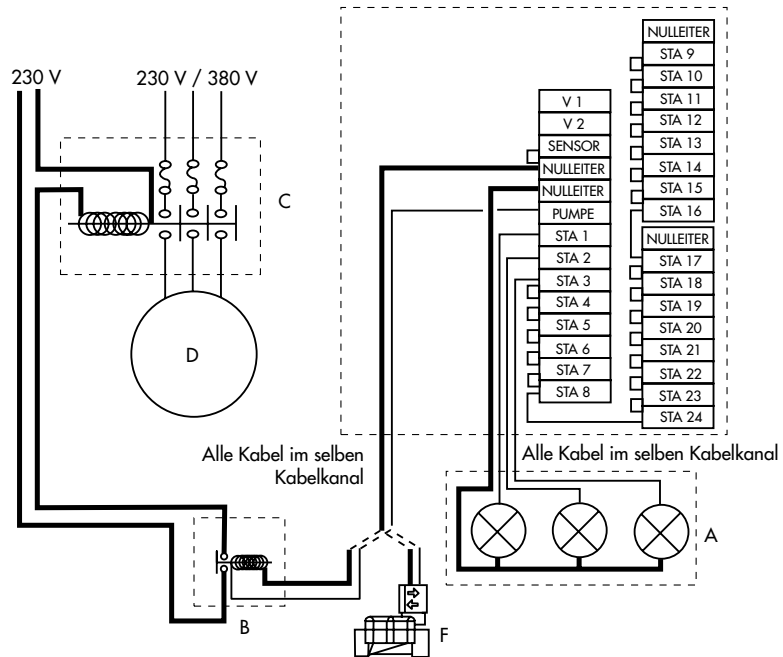 230 V
230 V / 380 V
C
D
V 1
V 2
SENSOR
NULLEITER
NULLEITER
PUMPE
STA 1
STA 2
STA 3
STA 4
STA 5
STA 6
STA 7
STA 8
NULLEITER
STA 9
STA 10
STA 11
STA 12
STA 13
STA 14
STA 15
STA 16
NULLEITER
STA 17
STA 18
STA 19
STA 20
STA 21
STA 22
STA 23
STA 24
Alle Kabel im selben
Kabelkanal
Alle Kabel im selben Kabelkanal
A
B
F